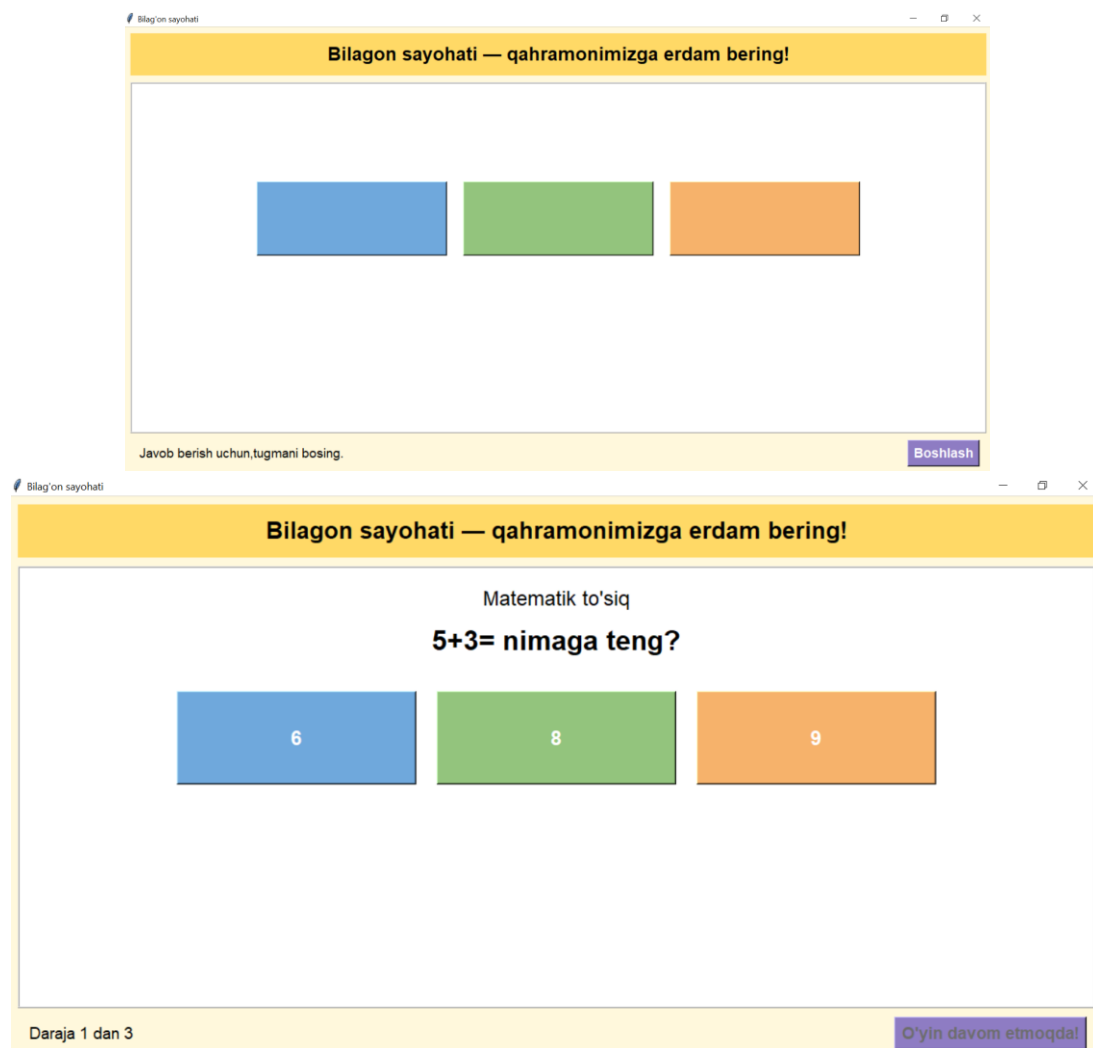 Bilag'on sayohati
Bilagon sayohati — qahramonimizga erdam bering!
Javob berish uchun,tugmani bosing.
Boshlash
Bilag'on sayohati
Bilagon sayohati — qahramonimizga erdam bering!
Matematik to'siq
5+3= nimaga teng?
6 8 9
Daraja 1 dan 3
O'yin davom etmoqda!